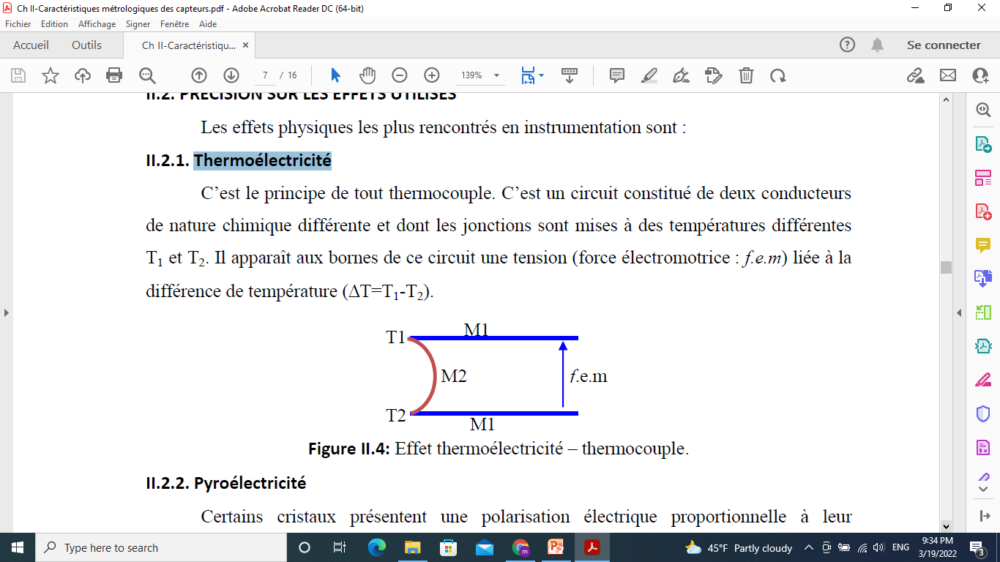 Ch II-Caractéristiques métrologiques des capteurs.pdf - Adobe Acrobat Reader DC (64-bit)
Fichier Edition Affichage Signer Fenêtre Aide
Accueil Outils Ch II-Caractéristiqu... × Se connecter
7 / 16 139%
II.2. PRECISION SUR LES EFFETS UTILISES
Les effets physiques les plus rencontrés en instrumentation sont :
II.2.1. Thermoélectricité
C’est le principe de tout thermocouple. C’est un circuit constitué de deux conducteurs
de nature chimique différente et dont les jonctions sont mises à des températures différentes
T1 et T2. Il apparaît aux bornes de ce circuit une tension (force électromotrice : f.e.m) liée à la
différence de température (ΔT=T1-T2).
M1
T1
M2 f.e.m
T2
M1
Figure II.4: Effet thermoélectricité – thermocouple.
II.2.2. Pyroélectricité
Certains cristaux présentent une polarisation électrique proportionnelle à leur
Type here to search 45°F Partly cloudy ENG 9:34 PM
3/19/2022 3